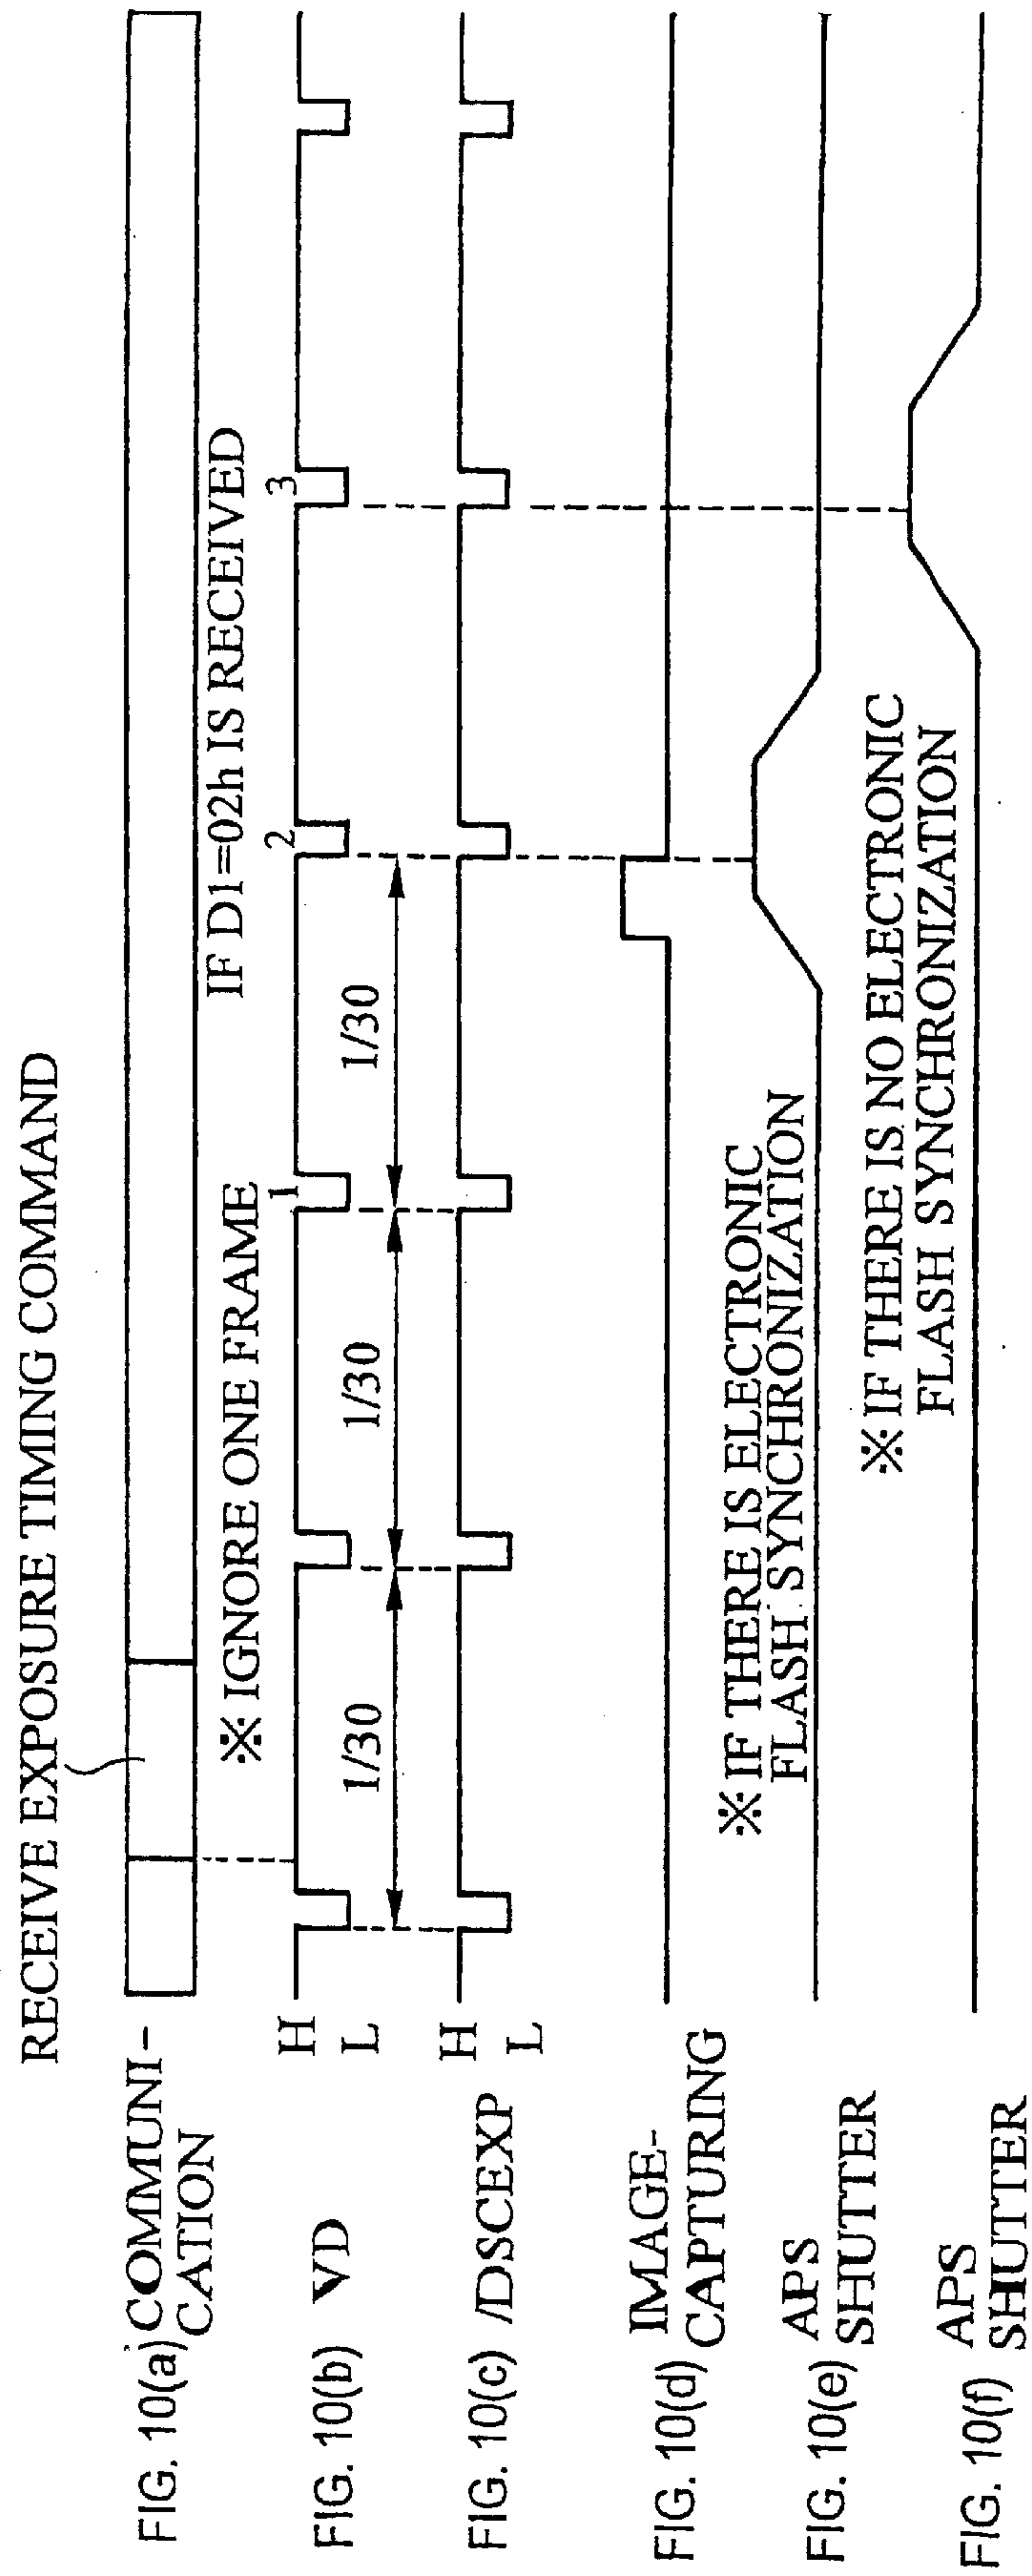 RECEIVE EXPOSURE TIMING COMMAND
FIG. 10(a) COMMUNI-
CATION
※ IGNORE ONE FRAME
IF D1=02h IS RECEIVED
1
2
3
FIG. 10(b) VD
H
L
1/30
1/30
1/30
FIG. 10(c) /DSCEXP
H
L
FIG. 10(d) IMAGE-
CAPTURING
※ IF THERE IS ELECTRONIC
FLASH SYNCHRONIZATION
FIG. 10(e) APS
SHUTTER
※ IF THERE IS NO ELECTRONIC
FLASH SYNCHRONIZATION
FIG. 10(f) APS
SHUTTER